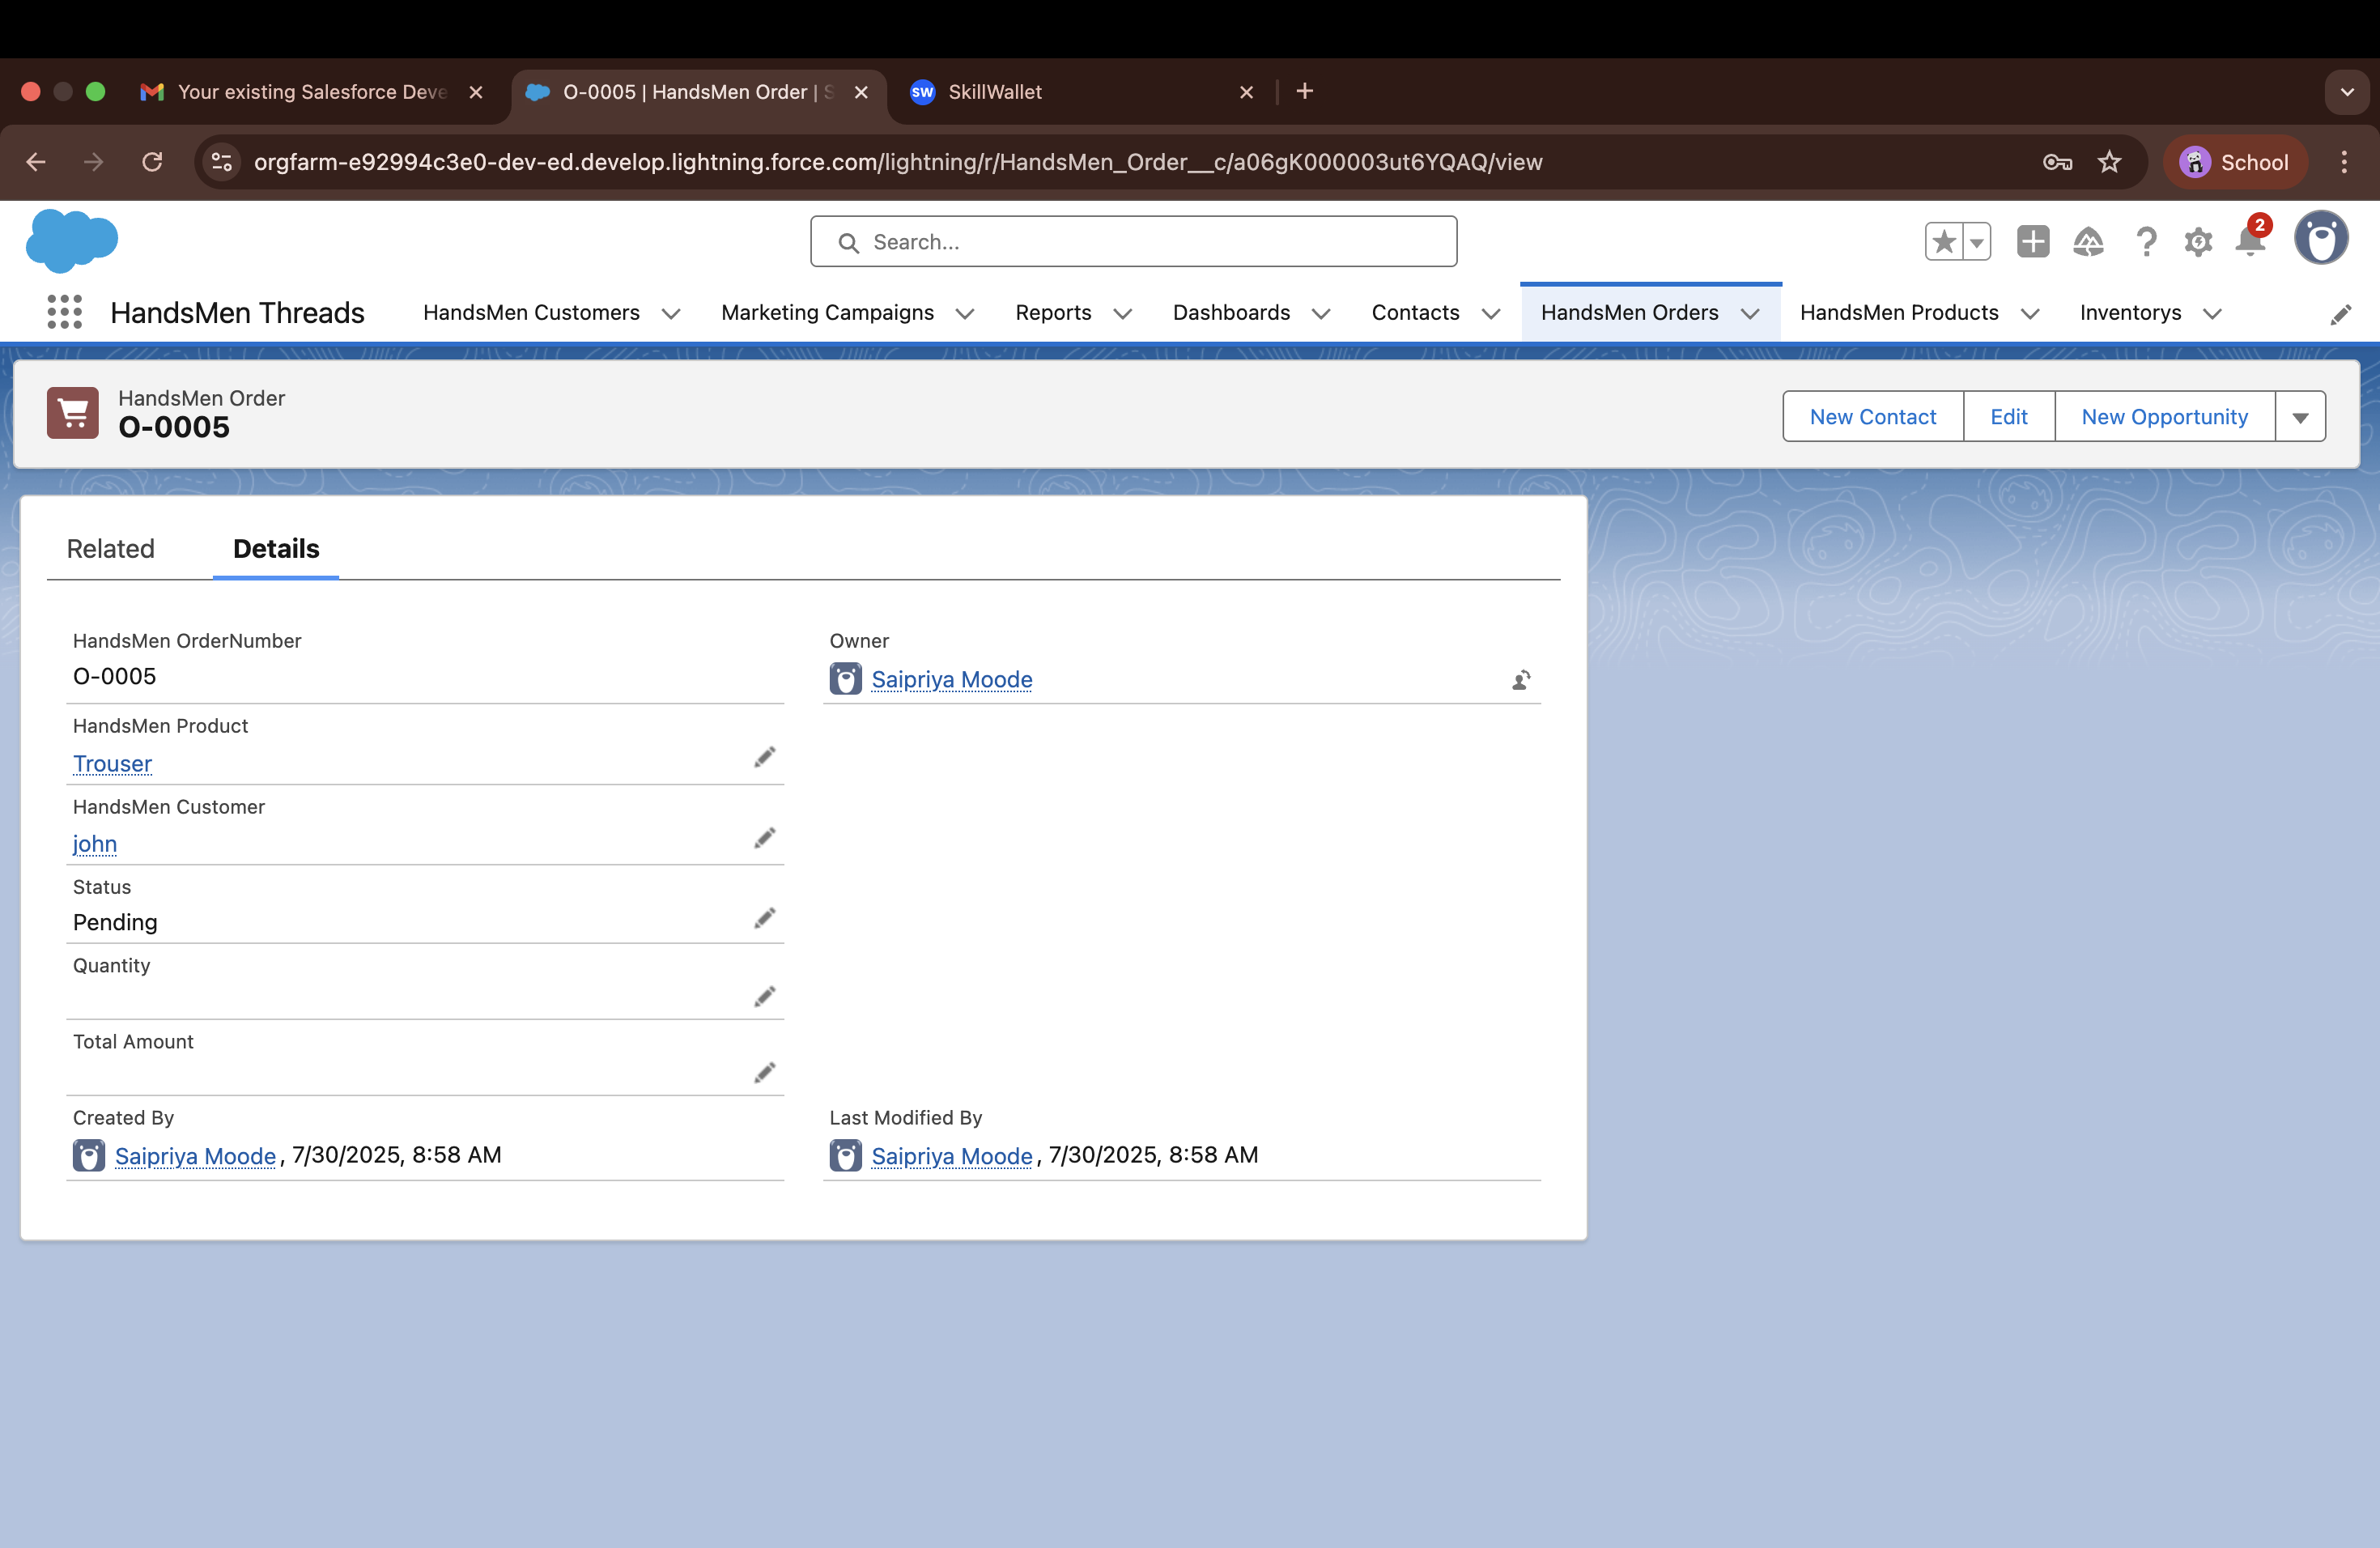 Your existing Salesforce Deve
O-0005 | HandsMen Order | S
SW SkillWallet
orgfarm-e92994c3e0-dev-ed.develop.lightning.force.com/lightning/r/HandsMen_Order__c/a06gK000003ut6YQAQ/view
School
Search...
2
HandsMen Threads
HandsMen Customers
Marketing Campaigns
Reports
Dashboards
Contacts
HandsMen Orders
HandsMen Products
Inventorys
HandsMen Order
O-0005
New Contact
Edit
New Opportunity
Related
Details
HandsMen OrderNumber
O-0005
Owner
Saipriya Moode
HandsMen Product
Trouser
HandsMen Customer
john
Status
Pending
Quantity
Total Amount
Created By
Saipriya Moode, 7/30/2025, 8:58 AM
Last Modified By
Saipriya Moode, 7/30/2025, 8:58 AM